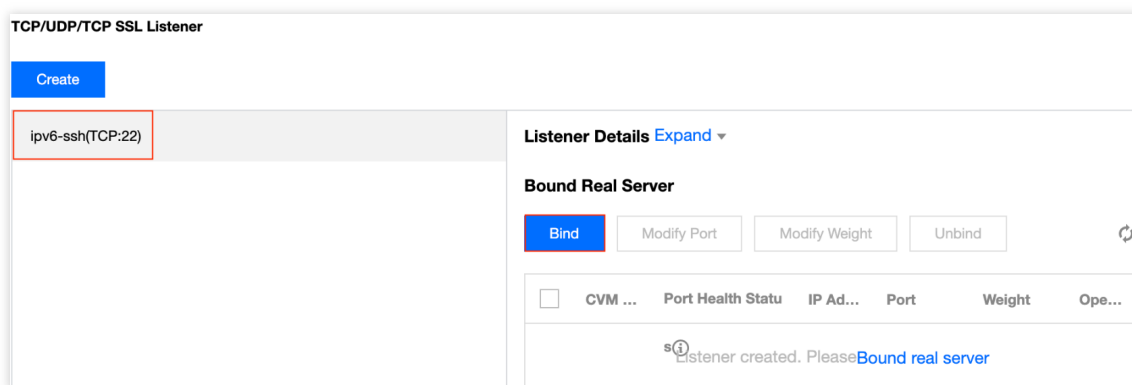 TCP/UDP/TCP SSL Listener
Create
ipv6-ssh(TCP:22)
Listener Details Expand
Bound Real Server
Bind Modify Port Modify Weight Unbind
CVM ... Port Health Statu IP Ad... Port Weight Ope...
s
Listener created. Please Bound real server